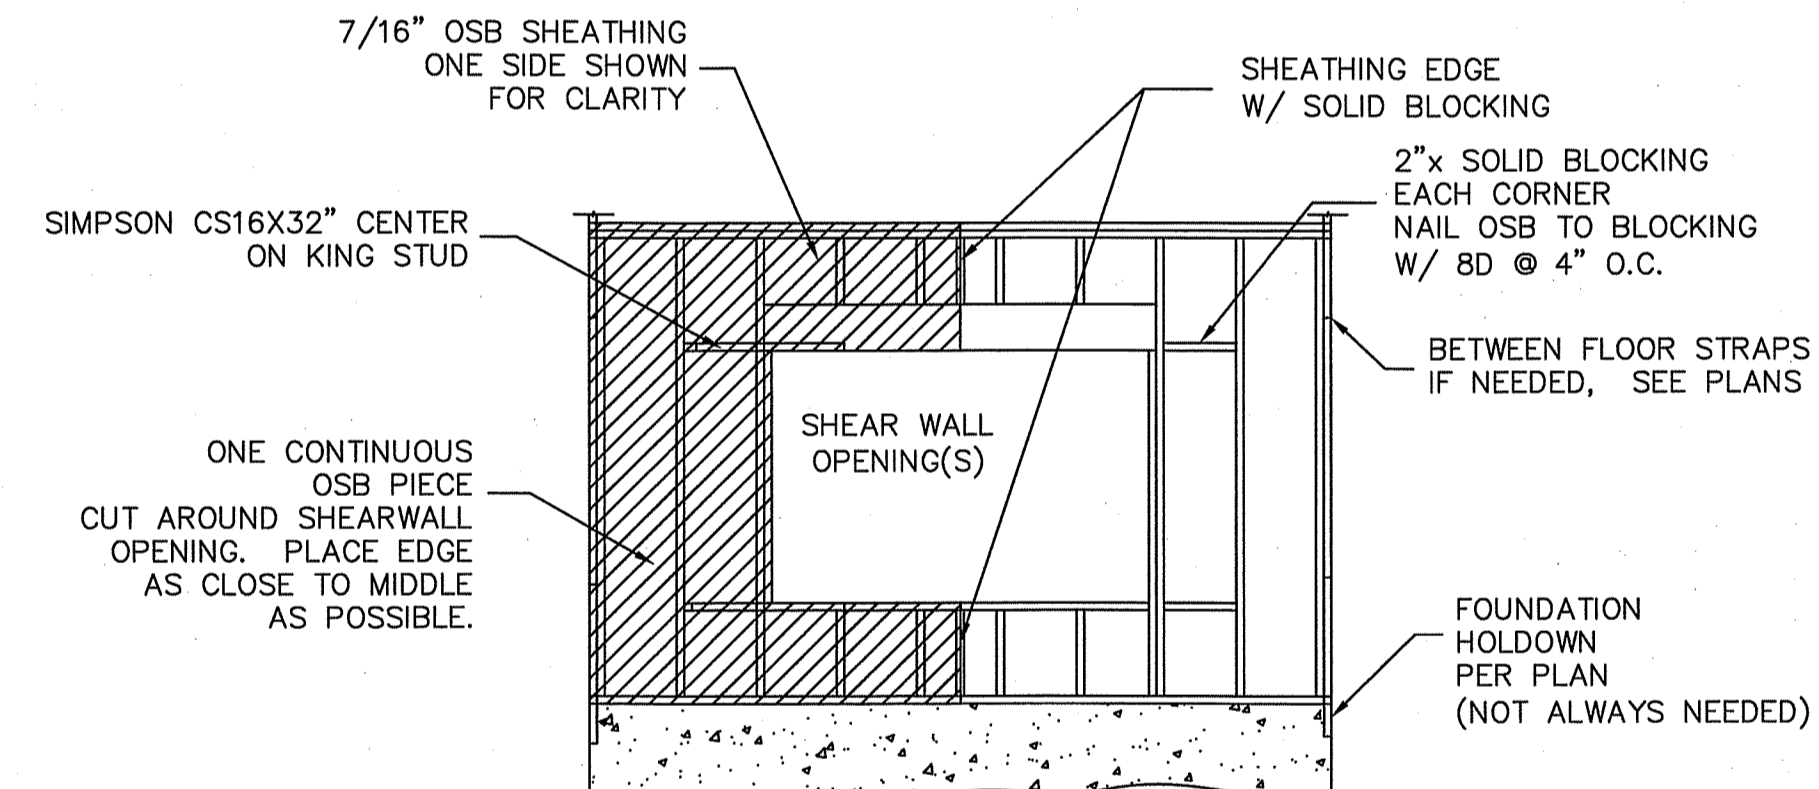 7/16” OSB SHEATHING
ONE SIDE SHOWN
FOR CLARITY
SHEATHING EDGE
W/ SOLID BLOCKING
2”x SOLID BLOCKING
EACH CORNER
NAIL OSB TO BLOCKING
W/ 8D @ 4” O.C.
SIMPSON CS16X32” CENTER
ON KING STUD
BETWEEN FLOOR STRAPS
IF NEEDED, SEE PLANS
SHEAR WALL
OPENING(S)
ONE CONTINUOUS
OSB PIECE
CUT AROUND SHEARWALL
OPENING. PLACE EDGE
AS CLOSE TO MIDDLE
AS POSSIBLE.
FOUNDATION
HOLDOWN
PER PLAN
(NOT ALWAYS NEEDED)